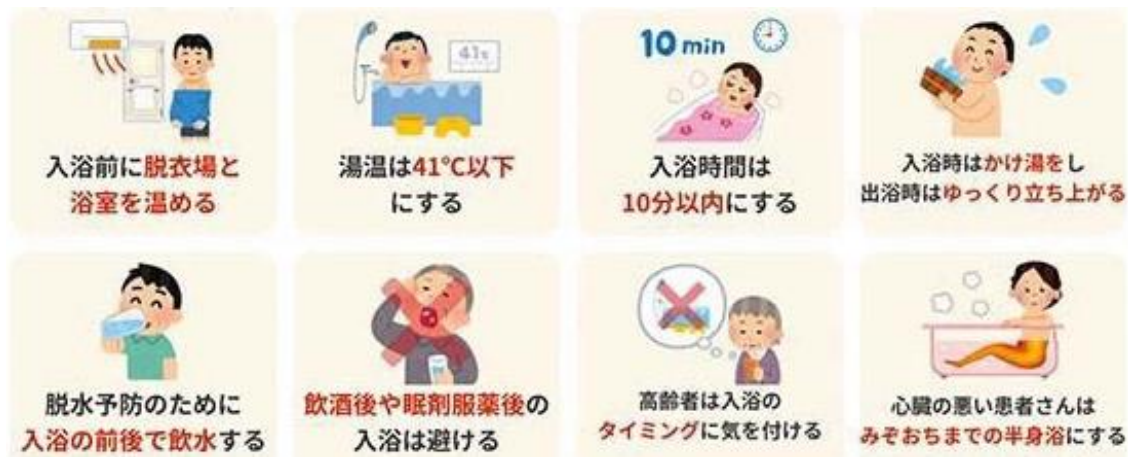 41℃
入浴前に脱衣場と
浴室を温める
湯温は41℃以下
にする
10 min
入浴時間は
10分以内にする
入浴時はかけ湯をし
出浴時はゆっくり立ち上がる
脱水予防のために
入浴の前後で飲水する
飲酒後や眠剤服薬後の
入浴は避ける
高齢者は入浴の
タイミングに気を付ける
心臓の悪い患者さんは
みぞおちまでの半身浴にする